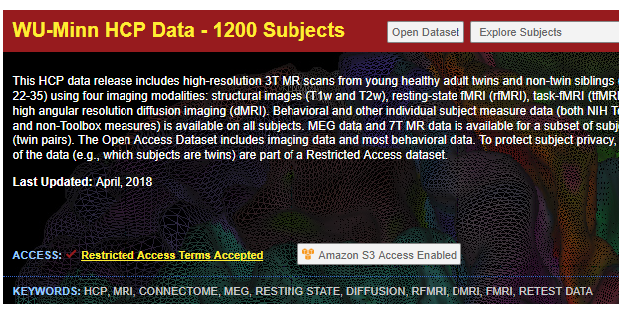 WU-Minn HCP Data - 1200 Subjects
Open Dataset
Explore Subjects
This HCP data release includes high-resolution 3T MR scans from young healthy adult twins and non-twin siblings (
22-35) using four imaging modalities: structural images (T1w and T2w), resting-state fMRI (rfMRI), task-fMRI (tfMRI
high angular resolution diffusion imaging (dMRI). Behavioral and other individual subject measure data (both NIH To
and non-Toolbox measures) is available on all subjects. MEG data and 7T MR data is available for a subset of subj
(twin pairs). The Open Access Dataset includes imaging data and most behavioral data. To protect subject privacy,
of the data (e.g., which subjects are twins) are part of a Restricted Access dataset.
Last Updated: April, 2018
ACCESS: Restricted Access Terms Accepted
Amazon S3 Access Enabled
KEYWORDS: HCP, MRI, CONNECTOME, MEG, RESTING STATE, DIFFUSION, RFMRI, DMRI, FMRI, RETEST DATA